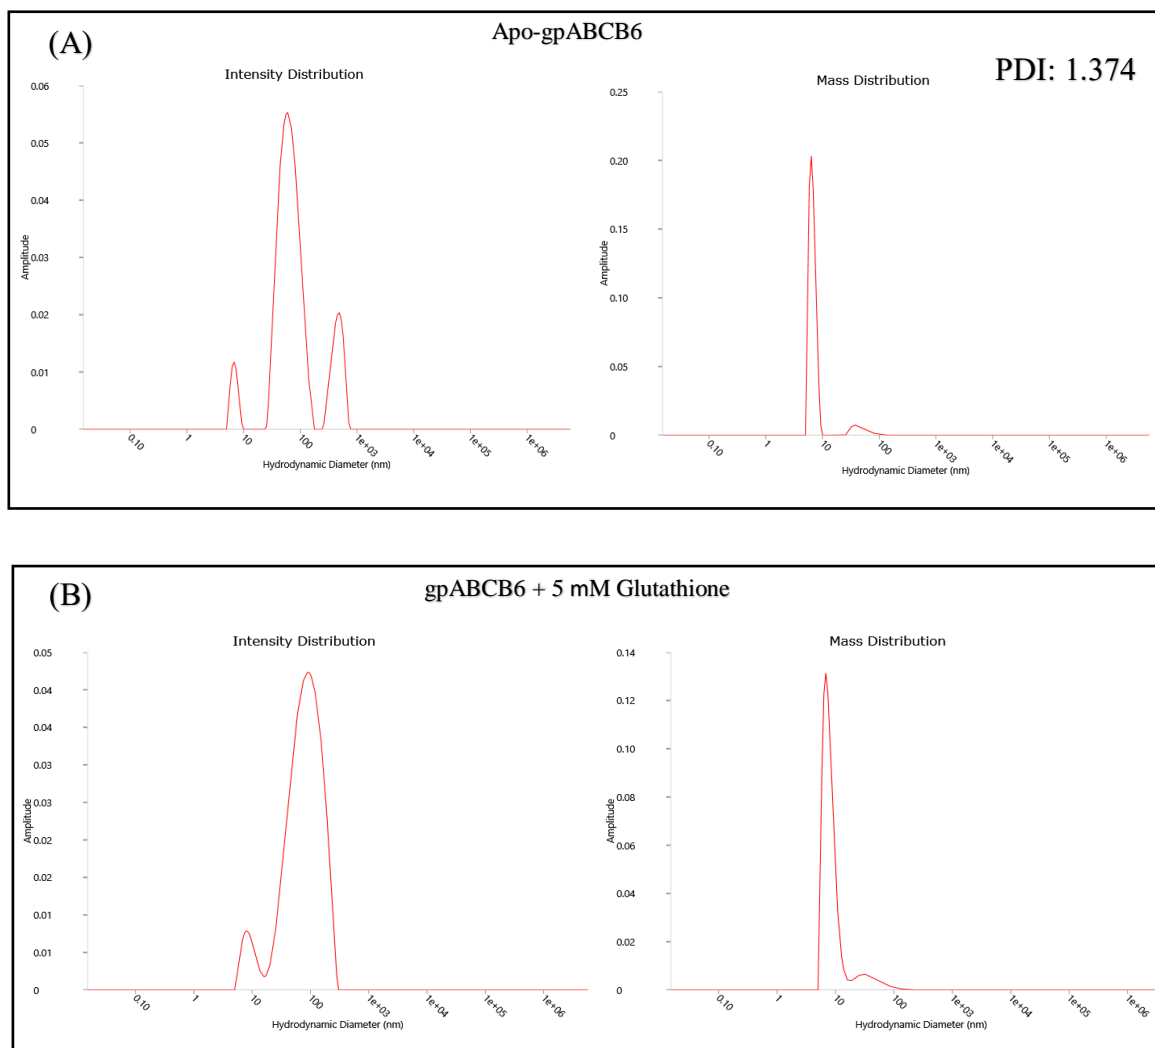 (A)
Apo-gpABCB6
PDI: 1.374
Intensity Distribution
0.06
0.05
0.04
0.03
0.02
0.01
0
Amplitude
0.10
1
10
100
1e+03
1e+04
1e+05
1e+06
Hydrodynamic Diameter (nm)
Mass Distribution
0.25
0.20
0.15
0.10
0.05
0
Amplitude
0.10
1
10
100
1e+03
1e+04
1e+05
1e+06
Hydrodynamic Diameter (nm)
(B)
gpABCB6 + 5 mM Glutathione
Intensity Distribution
0.05
0.04
0.04
0.03
0.03
0.02
0.02
0.01
0.01
0
Amplitude
0.10
1
10
100
1e+03
1e+04
1e+05
1e+06
Hydrodynamic Diameter (nm)
Mass Distribution
0.14
0.12
0.10
0.08
0.06
0.04
0.02
0
Amplitude
0.10
1
10
100
1e+03
1e+04
1e+05
1e+06
Hydrodynamic Diameter (nm)